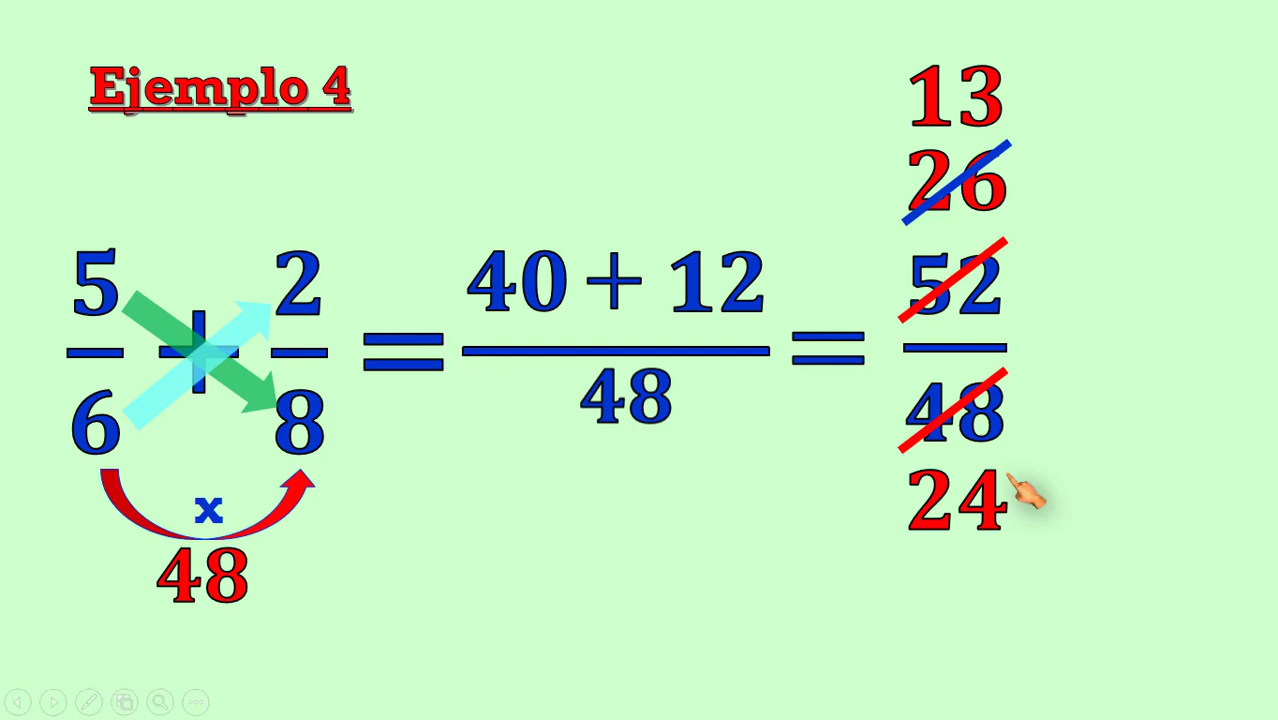 Ejemplo 4
13
26
5 2 40 + 12 52
+ = =
6 8 48 48
x 24
48